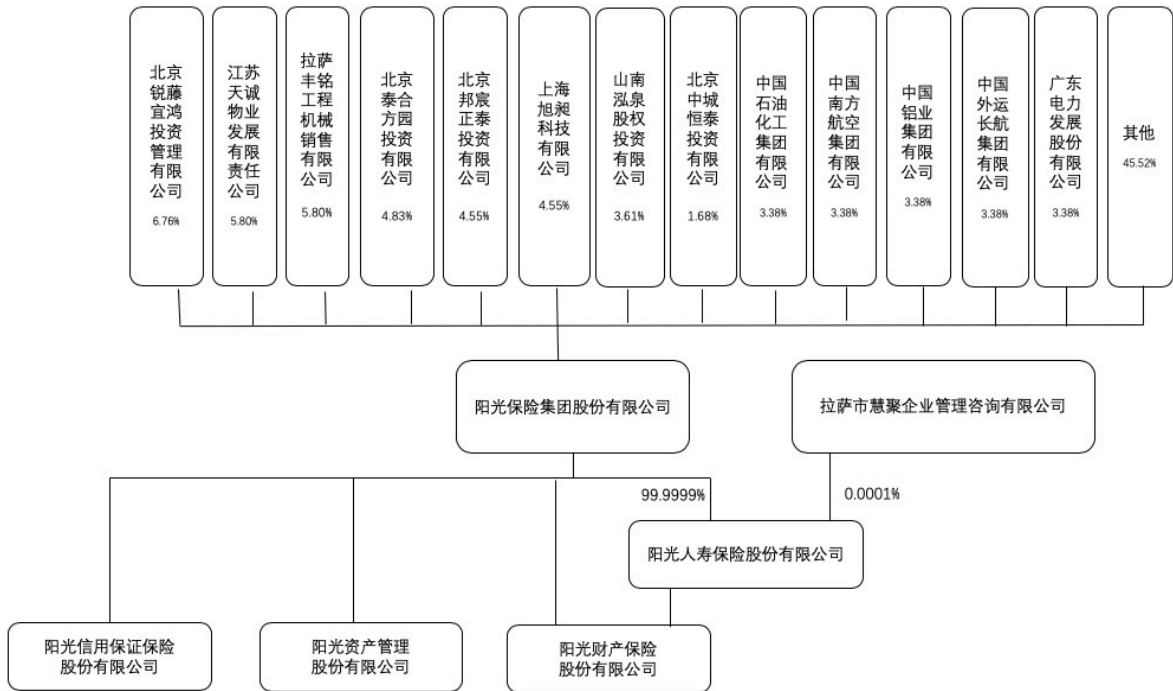 北京
锐藤
宜鸿
投资
管理
有限
公司
6.76%
江苏
天诚
物业
发展
有限
责任
公司
5.80%
拉萨
丰铭
工程
机械
销售
有限
公司
5.80%
北京
泰合
方园
投资
有限
公司
4.83%
北京
邦宸
正泰
投资
有限
公司
4.55%
上海
旭昶
科技
有限
公司
4.55%
山南
泓泉
股权
投资
有限
公司
3.61%
北京
中城
恒泰
投资
有限
公司
1.68%
中国
石油
化工
集团
有限
公司
3.38%
中国
南方
航空
集团
有限
公司
3.38%
中国
铝业
集团
有限
公司
3.38%
中国
外运
长航
集团
有限
公司
3.38%
广东
电力
发展
股份
有限
公司
3.38%
其他
45.52%
阳光保险集团股份有限公司
拉萨市慧聚企业管理咨询有限公司
99.9999%
0.0001%
阳光人寿保险股份有限公司
阳光信用保证保险
股份有限公司
阳光资产管理
股份有限公司
阳光财产保险
股份有限公司